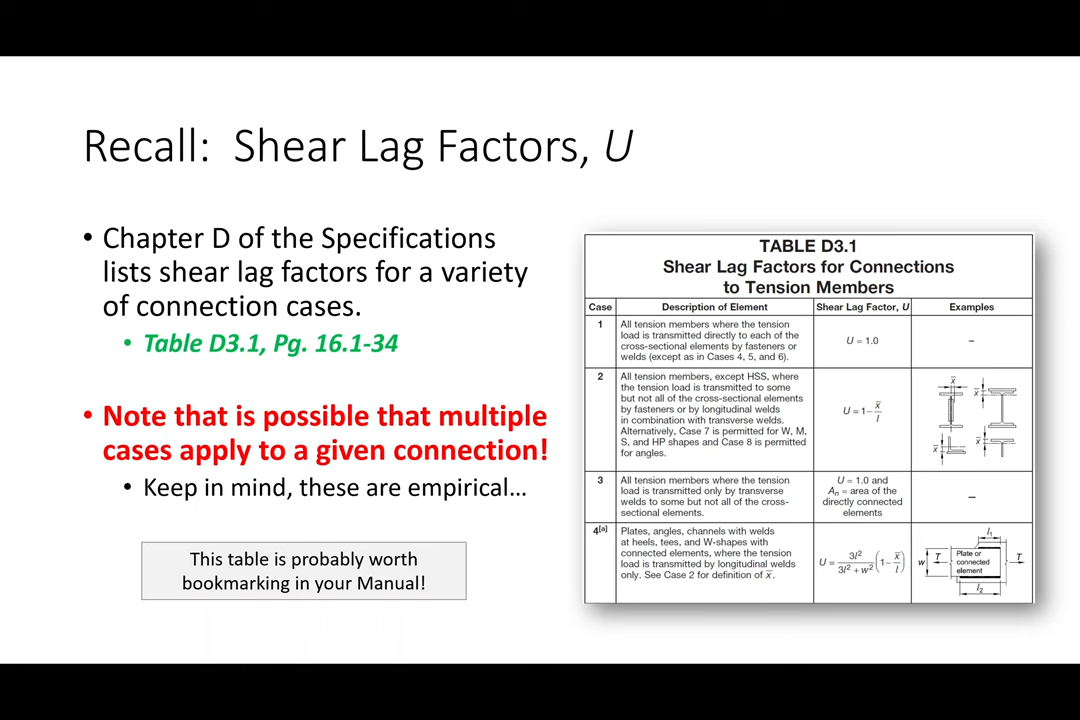 Recall: Shear Lag Factors, U
• Chapter D of the Specifications
lists shear lag factors for a variety
of connection cases.
• Table D3.1, Pg. 16.1-34
• Note that is possible that multiple
cases apply to a given connection!
• Keep in mind, these are empirical…
This table is probably worth
bookmarking in your Manual!
TABLE D3.1
Shear Lag Factors for Connections
to Tension Members
Case Description of Element Shear Lag Factor, U Examples
1 All tension members where the tension
load is transmitted directly to each of the
cross-sectional elements by fasteners or
welds (except as in Cases 4, 5, and 6).
U = 1.0
–
2 All tension members, except HSS, where
the tension load is transmitted to some
but not all of the cross-sectional elements
by fasteners or by longitudinal welds
in combination with transverse welds.
Alternatively, Case 7 is permitted for W, M,
S, and HP shapes and Case 8 is permitted
for angles.
U = 1 − x̄/l
x̄
x̄
x̄
x̄
3 All tension members where the tension
load is transmitted only by transverse
welds to some but not all of the cross-
sectional elements.
U = 1.0 and
An = area of the
directly connected
elements
–
4[a] Plates, angles, channels with welds
at heels, tees, and W-shapes with
connected elements, where the tension
load is transmitted by longitudinal welds
only. See Case 2 for definition of x̄.
U = 3l²/(3l² + w²) (1 − x̄/l)
l1
w T Plate or T
connected
element
l2